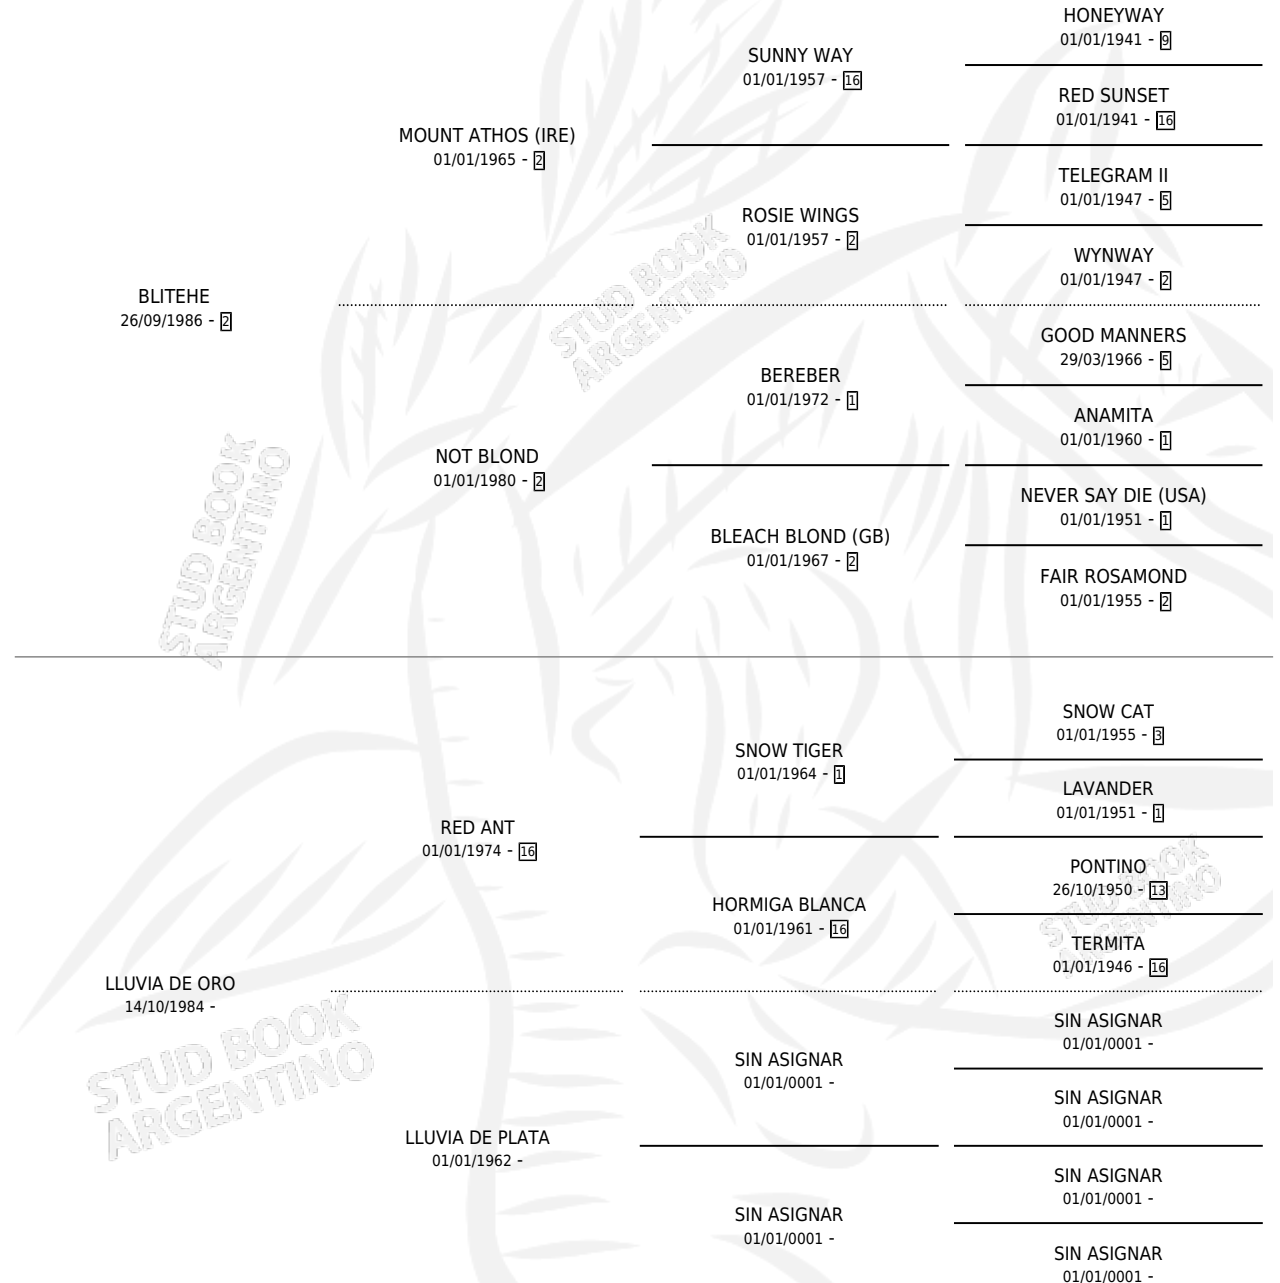 HONEYWAY
01/01/1941 - 9
SUNNY WAY
01/01/1957 - 16
RED SUNSET
01/01/1941 - 16
MOUNT ATHOS (IRE)
01/01/1965 - 2
TELEGRAM II
01/01/1947 - 5
ROSIE WINGS
01/01/1957 - 2
WYNWAY
01/01/1947 - 2
BLITEHE
26/09/1986 - 2
GOOD MANNERS
29/03/1966 - 5
BEREBER
01/01/1972 - 1
ANAMITA
01/01/1960 - 1
NOT BLOND
01/01/1980 - 2
NEVER SAY DIE (USA)
01/01/1951 - 1
BLEACH BLOND (GB)
01/01/1967 - 2
FAIR ROSAMOND
01/01/1955 - 2
SNOW CAT
01/01/1955 - 3
SNOW TIGER
01/01/1964 - 1
LAVANDER
01/01/1951 - 1
RED ANT
01/01/1974 - 16
PONTINO
26/10/1950 - 13
HORMIGA BLANCA
01/01/1961 - 16
TERMITA
01/01/1946 - 16
LLUVIA DE ORO
14/10/1984 -
SIN ASIGNAR
01/01/0001 -
SIN ASIGNAR
01/01/0001 -
SIN ASIGNAR
01/01/0001 -
LLUVIA DE PLATA
01/01/1962 -
SIN ASIGNAR
01/01/0001 -
SIN ASIGNAR
01/01/0001 -
SIN ASIGNAR
01/01/0001 -
STUD BOOK
ARGENTINO
STUD BOOK
ARGENTINO
STUD BOOK
ARGENTINO
STUD BOOK
ARGENTINO